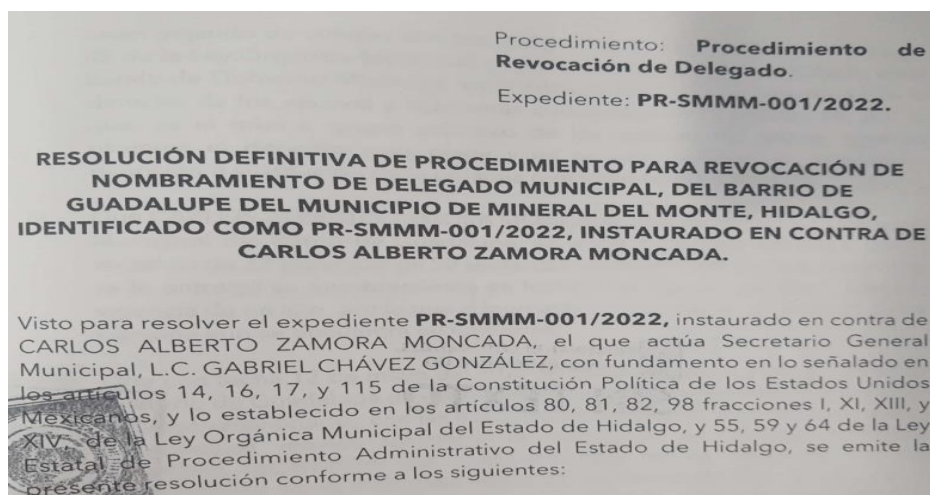 Procedimiento: Procedimiento de
Revocación de Delegado.
Expediente: PR-SMMM-001/2022.
RESOLUCIÓN DEFINITIVA DE PROCEDIMIENTO PARA REVOCACIÓN DE
NOMBRAMIENTO DE DELEGADO MUNICIPAL, DEL BARRIO DE
GUADALUPE DEL MUNICIPIO DE MINERAL DEL MONTE, HIDALGO,
IDENTIFICADO COMO PR-SMMM-001/2022, INSTAURADO EN CONTRA DE
CARLOS ALBERTO ZAMORA MONCADA.
Visto para resolver el expediente PR-SMMM-001/2022, instaurado en contra de
CARLOS ALBERTO ZAMORA MONCADA, el que actúa Secretario General
Municipal, L.C. GABRIEL CHÁVEZ GONZÁLEZ, con fundamento en lo señalado en
los artículos 14, 16, 17, y 115 de la Constitución Política de los Estados Unidos
Mexicanos, y lo establecido en los artículos 80, 81, 82, 98 fracciones I, XI, XIII, y
XIV; de la Ley Orgánica Municipal del Estado de Hidalgo, y 55, 59 y 64 de la Ley
Estatal de Procedimiento Administrativo del Estado de Hidalgo, se emite la
presente resolución conforme a los siguientes: